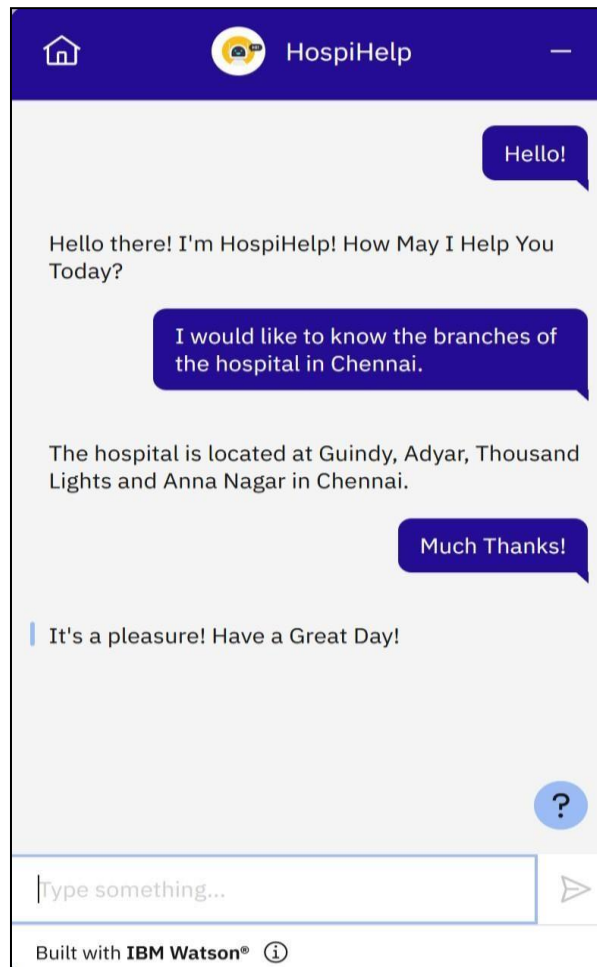 HospiHelp
Hello!
Hello there! I'm HospiHelp! How May I Help You
Today?
I would like to know the branches of
the hospital in Chennai.
The hospital is located at Guindy, Adyar, Thousand
Lights and Anna Nagar in Chennai.
Much Thanks!
It's a pleasure! Have a Great Day!
?
Type something...
Built with IBM Watson®